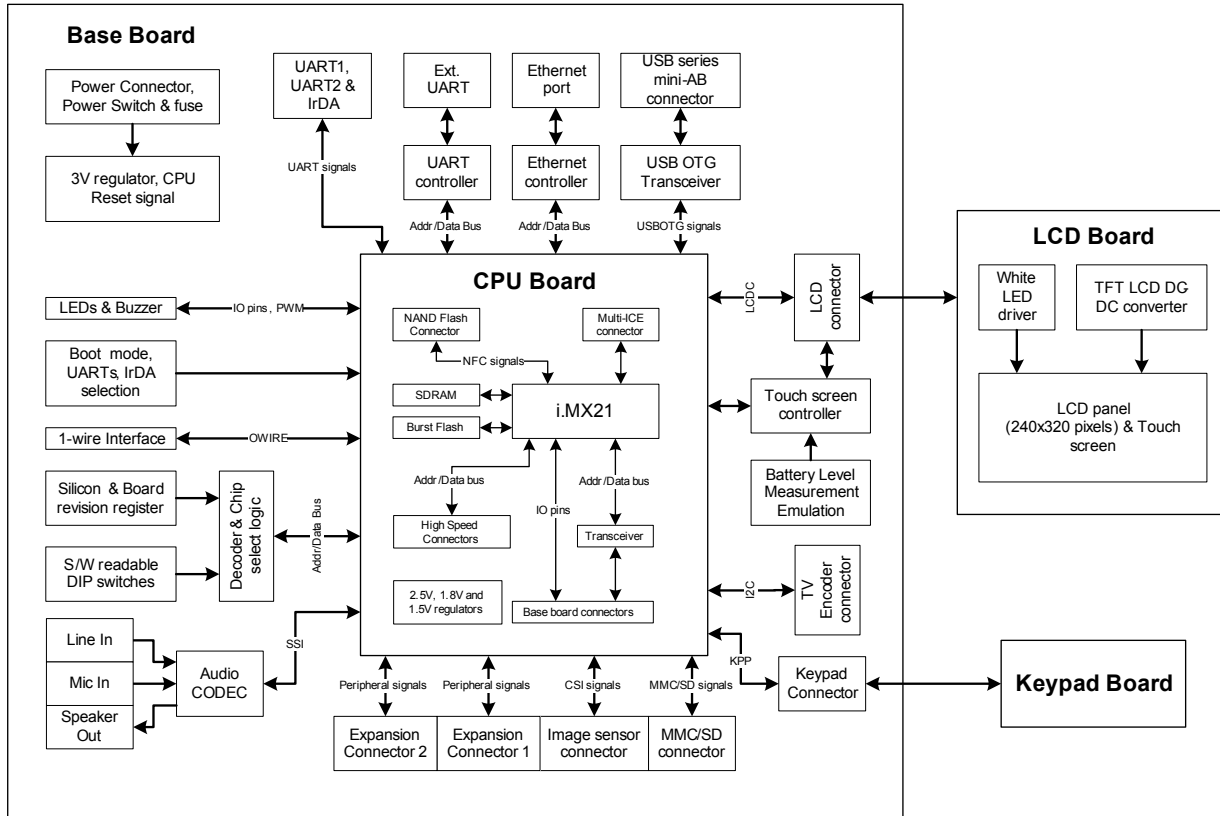 Base Board
Power Connector,
Power Switch & fuse
3V regulator, CPU
Reset signal
UART1,
UART2 &
IrDA
UART signals
Ext.
UART
UART
controller
Addr/Data Bus
Ethernet
port
Ethernet
controller
Addr/Data Bus
USB series
mini-AB
connector
USB OTG
Transceiver
USBOTG signals
LEDs & Buzzer
IO pins, PWM
Boot mode,
UARTs, IrDA
selection
1-wire Interface
OWIRE
Silicon & Board
revision register
S/W readable
DIP switches
Decoder & Chip
select logic
Addr/Data Bus
Line In
Mic In
Speaker
Out
Audio
CODEC
SSI
CPU Board
NAND Flash
Connector
NFC signals
Multi-ICE
connector
SDRAM
Burst Flash
i.MX21
Addr/Data bus
IO pins
Addr/Data bus
High Speed
Connectors
Transceiver
2.5V, 1.8V and
1.5V regulators
Base board connectors
Peripheral signals
Peripheral signals
CSI signals
MMC/SD signals
Expansion
Connector 2
Expansion
Connector 1
Image sensor
connector
MMC/SD
connector
LCDC
LCD
connector
Touch screen
controller
Battery Level
Measurement
Emulation
I2C
TV
Encoder
connector
KPP
Keypad
Connector
LCD Board
White
LED
driver
TFT LCD DC-
DC converter
LCD panel
(240x320 pixels) & Touch
screen
Keypad Board